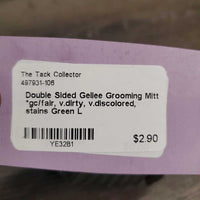 The Tack Collector
497931-106
Double Sided Gellee Grooming Mitt
*gc/fair, v.dirty, v.discolored,
stains Green L
YE32B1
$2.90